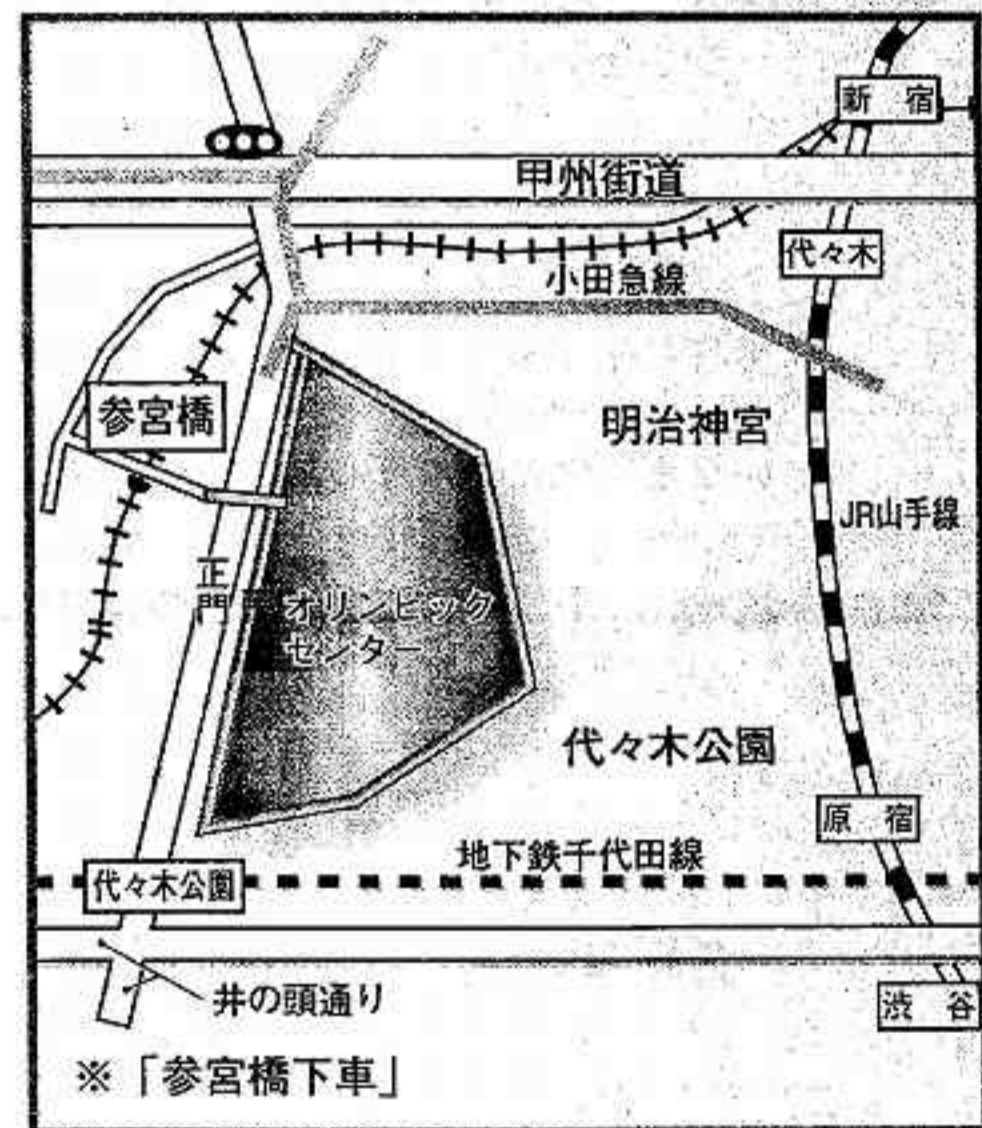 新宿
甲州街道
代々木
小田急線
参宮橋
明治神宮
JR山手線
正門
オリンピック
センター
代々木公園
原宿
地下鉄千代田線
代々木公園
井の頭通り
渋谷
※「参宮橋下車」